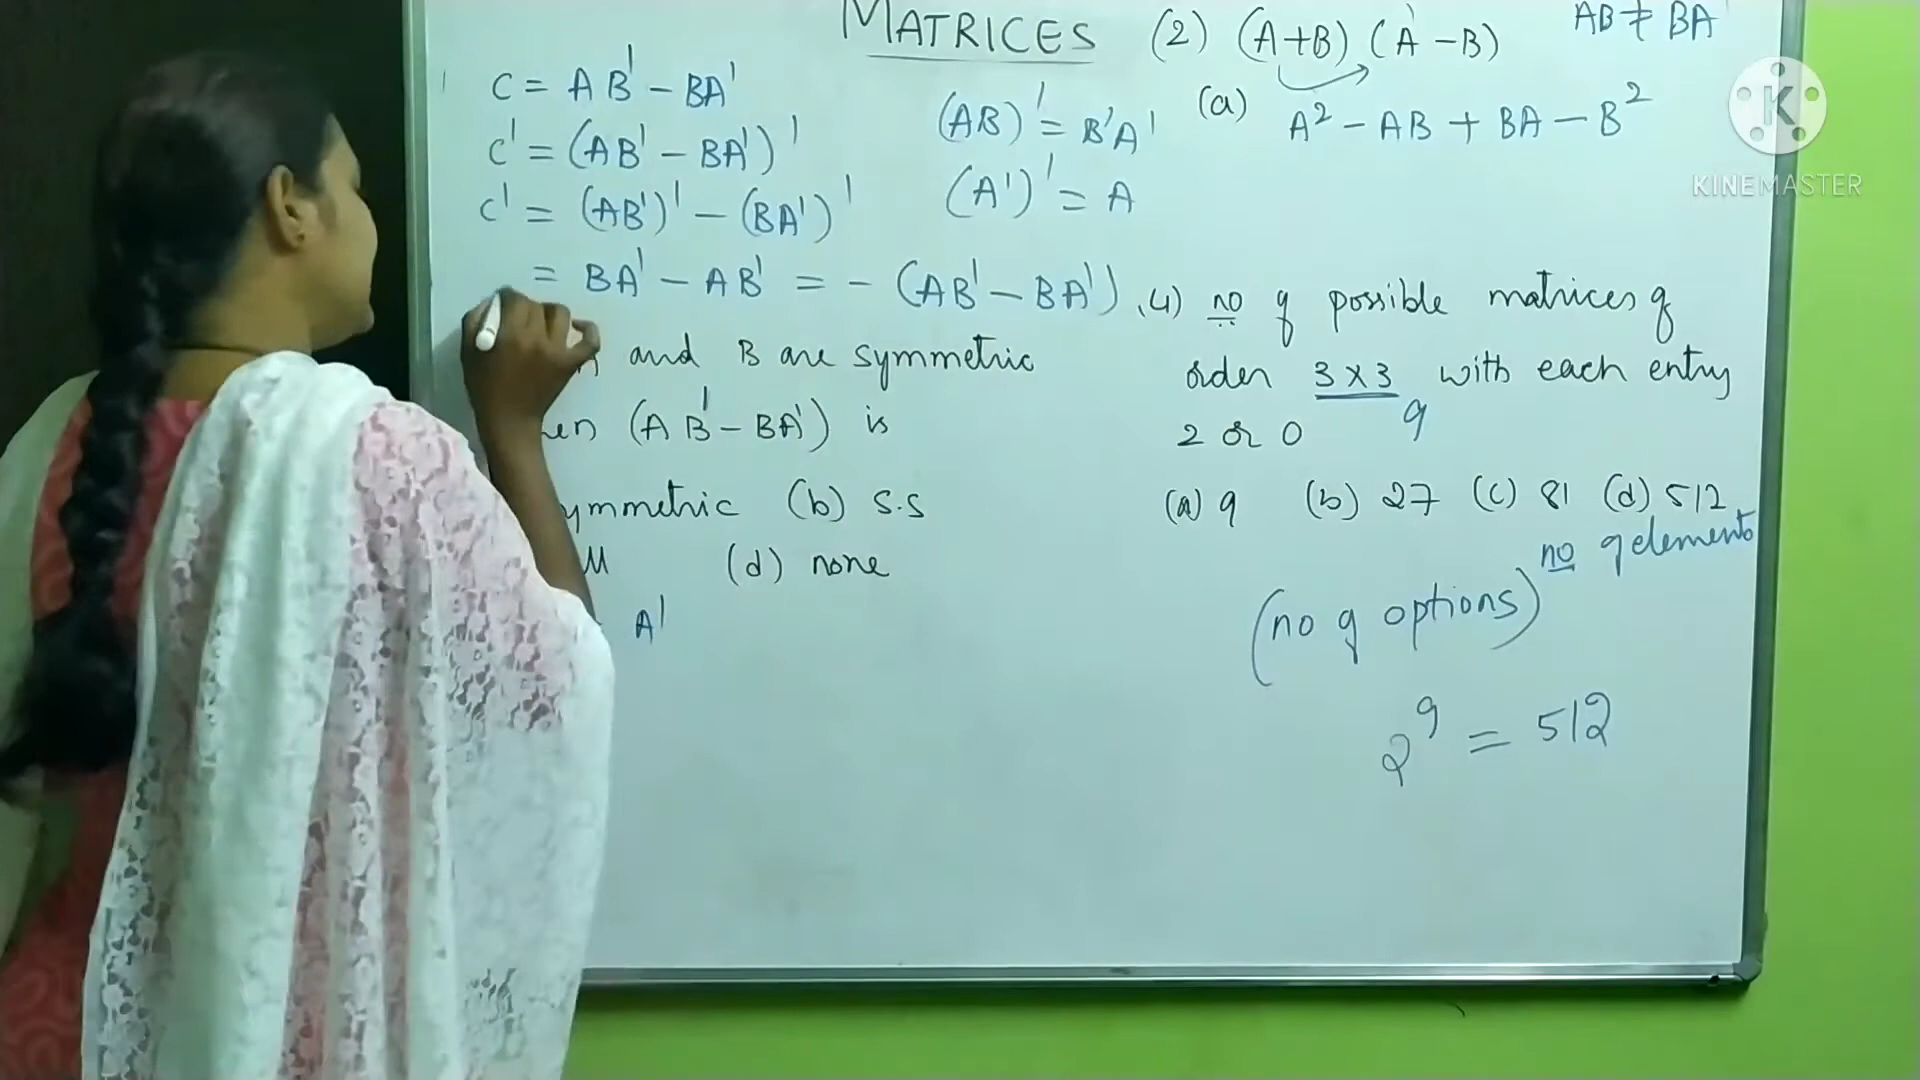 MATRICES
C = AB' - BA'
C' = (AB' - BA')'
C' = (AB')' - (BA')'
= BA' - AB' = - (AB' - BA')
(AB)' = B'A'
(A')' = A
and B are symmetric
(AB' - BA') is
(b) S.S
(d) none
A'
(2) (A+B) (A-B)
AB ≠ BA
(a) A² - AB + BA - B²
4) no of possible matrices of
order 3 x 3 with each entry
2 or 0
9
(a) 9 (b) 27 (c) 81 (d) 512
(no of options)^no of elements
2⁹ = 512
K
KINEMASTER